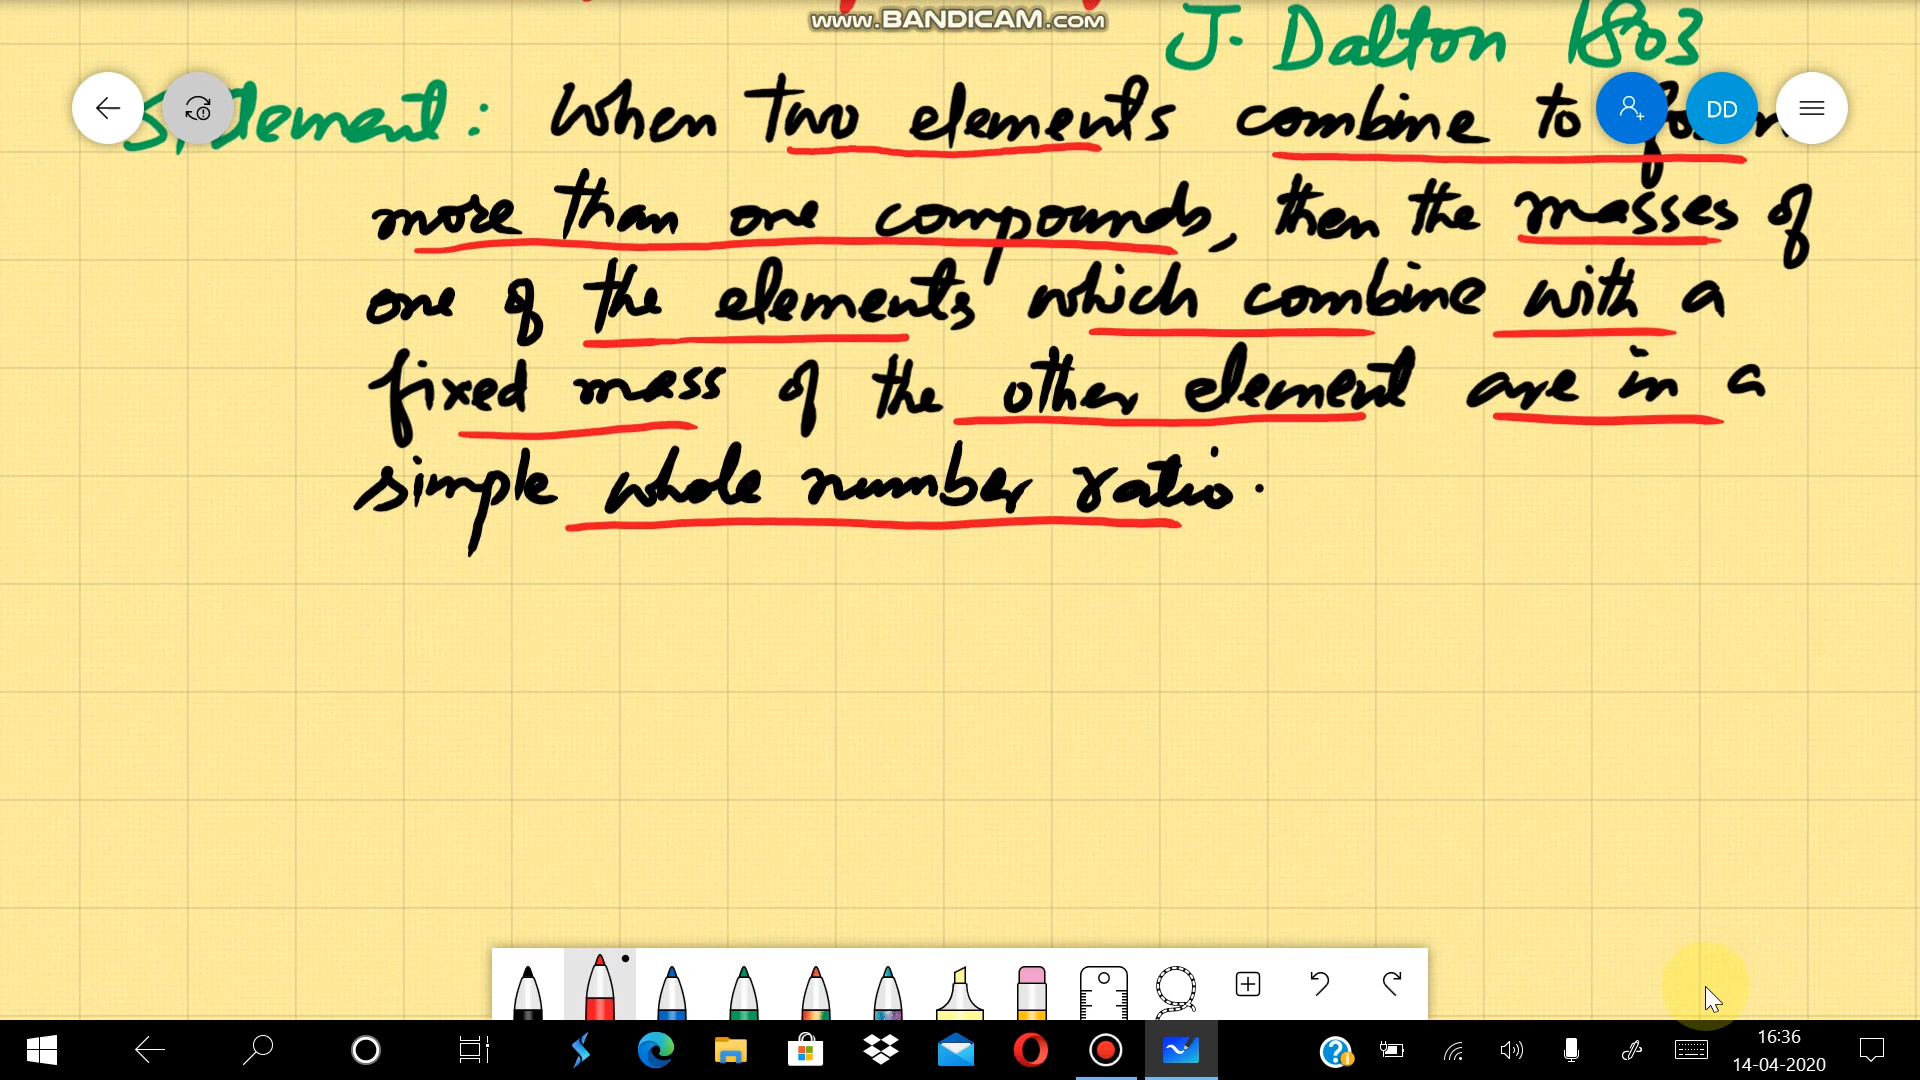 www.BANDICAM.com
J. Dalton 1803
Statement: When two elements combine to form
DD
more than one compounds, then the masses of
one of the elements which combine with a
fixed mass of the other element are in a
simple whole number ratio.
16:36
14-04-2020